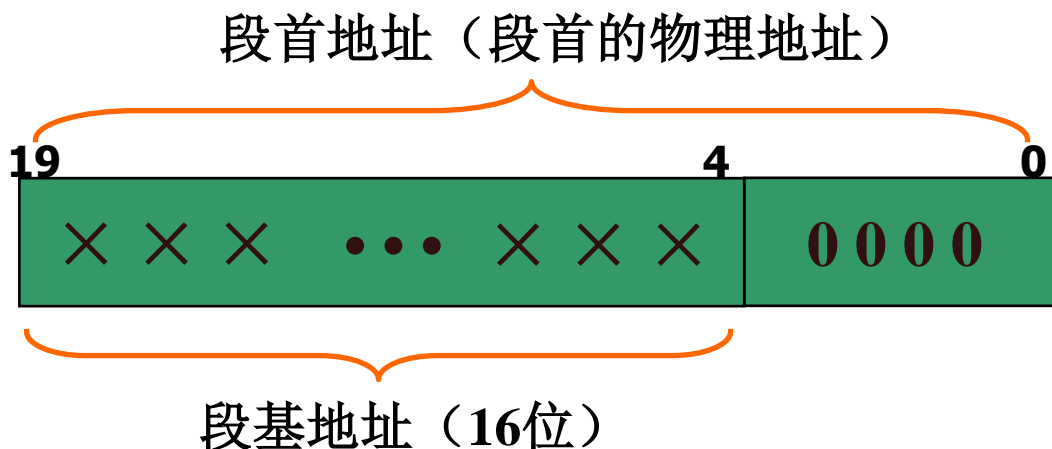 段首地址（段首的物理地址）
19 4 0
××× ••• ××× 0000
段基地址（16位）